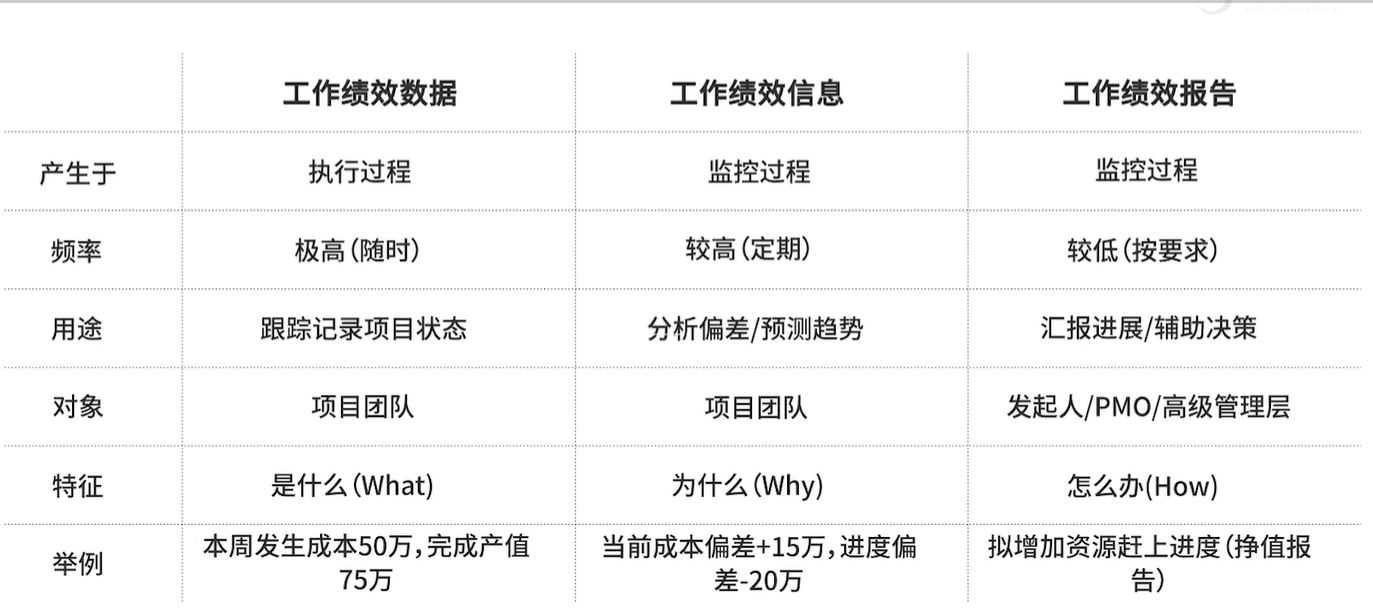 工作绩效数据 工作绩效信息 工作绩效报告
产生于 执行过程 监控过程 监控过程
频率 极高(随时) 较高(定期) 较低(按要求)
用途 跟踪记录项目状态 分析偏差/预测趋势 汇报进展/辅助决策
对象 项目团队 项目团队 发起人/PMO/高级管理层
特征 是什么(What) 为什么(Why) 怎么办(How)
举例 本周发生成本50万,完成产值 当前成本偏差+15万,进度偏 拟增加资源赶上进度(挣值报
75万 差-20万 告)